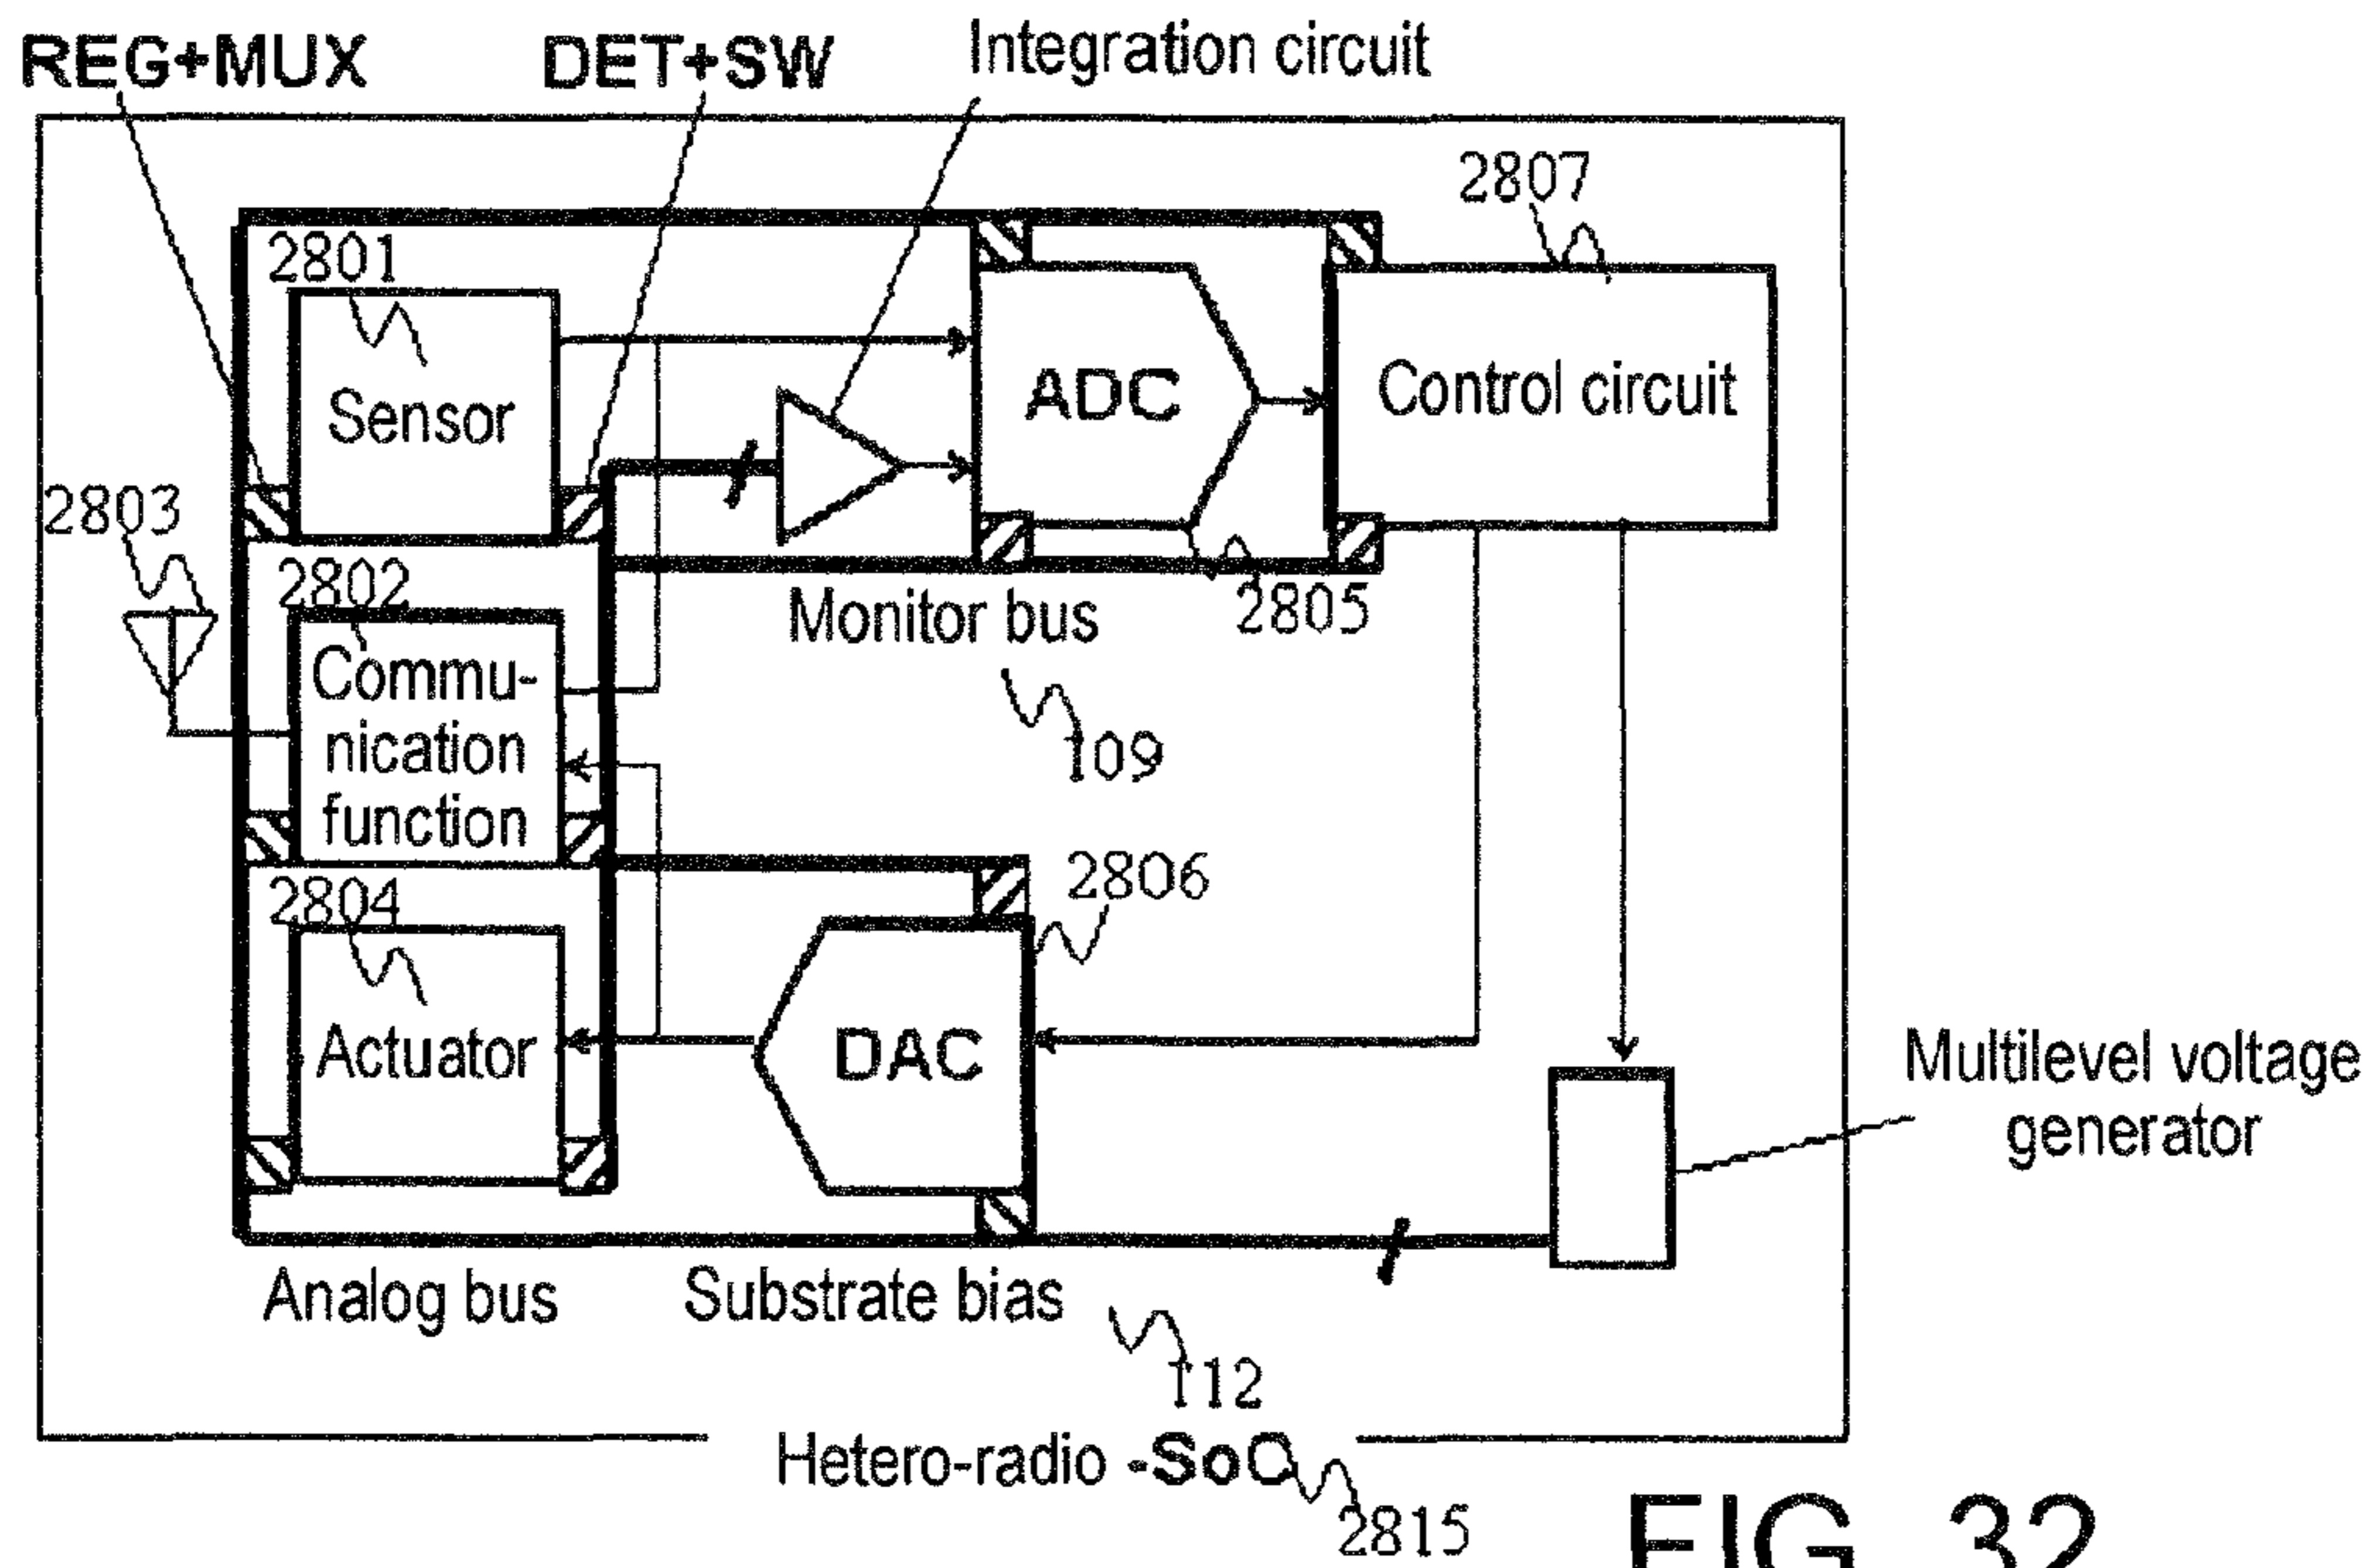 REG+MUX
DET+SW
Integration circuit
2807
2801
Sensor
ADC
Control circuit
2803
2802
Commu-
nication
function
Monitor bus
2805
109
2804
Actuator
2806
DAC
Multilevel voltage
generator
Analog bus
Substrate bias
112
Hetero-radio -SoC
2815
FIG. 32